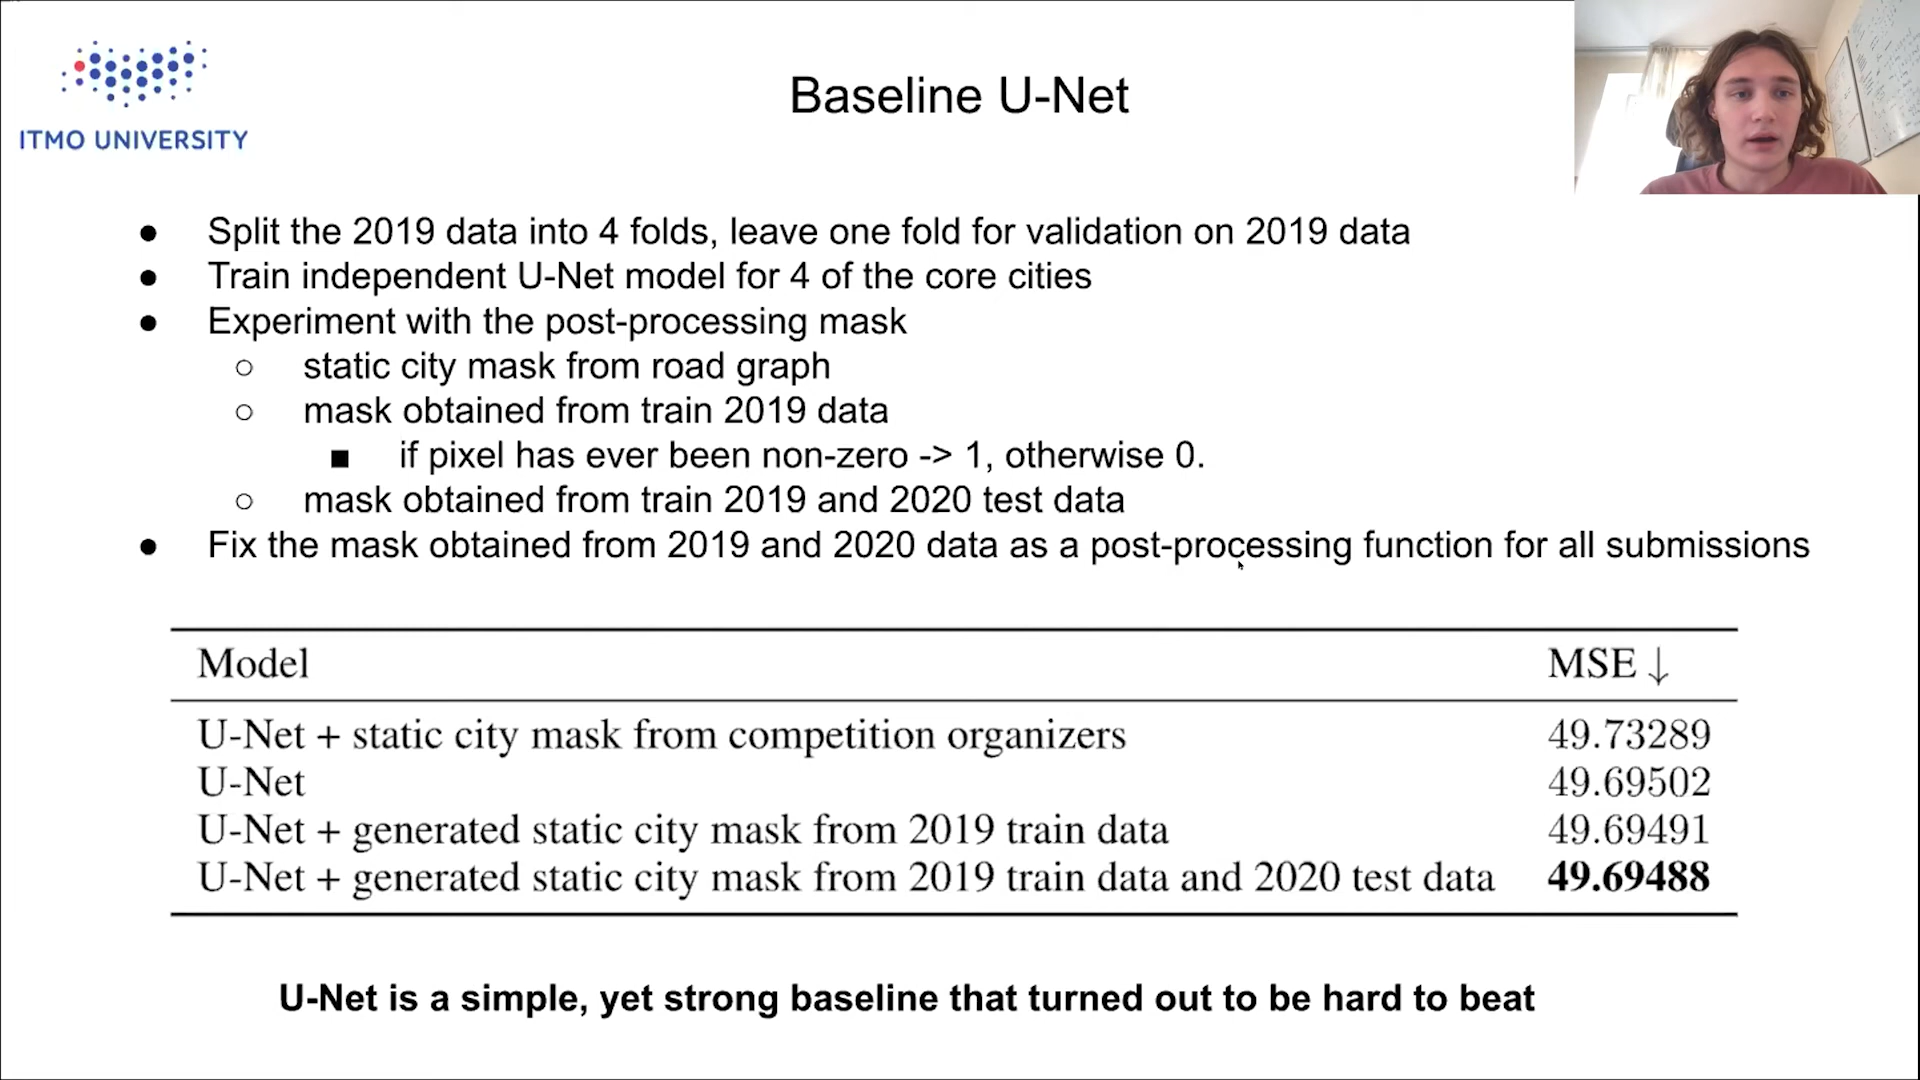 ITMO UNIVERSITY
Baseline U-Net
● Split the 2019 data into 4 folds, leave one fold for validation on 2019 data
● Train independent U-Net model for 4 of the core cities
● Experiment with the post-processing mask
○ static city mask from road graph
○ mask obtained from train 2019 data
■ if pixel has ever been non-zero -> 1, otherwise 0.
○ mask obtained from train 2019 and 2020 test data
● Fix the mask obtained from 2019 and 2020 data as a post-processing function for all submissions
Model MSE ↓
U-Net + static city mask from competition organizers 49.73289
U-Net 49.69502
U-Net + generated static city mask from 2019 train data 49.69491
U-Net + generated static city mask from 2019 train data and 2020 test data 49.69488
U-Net is a simple, yet strong baseline that turned out to be hard to beat